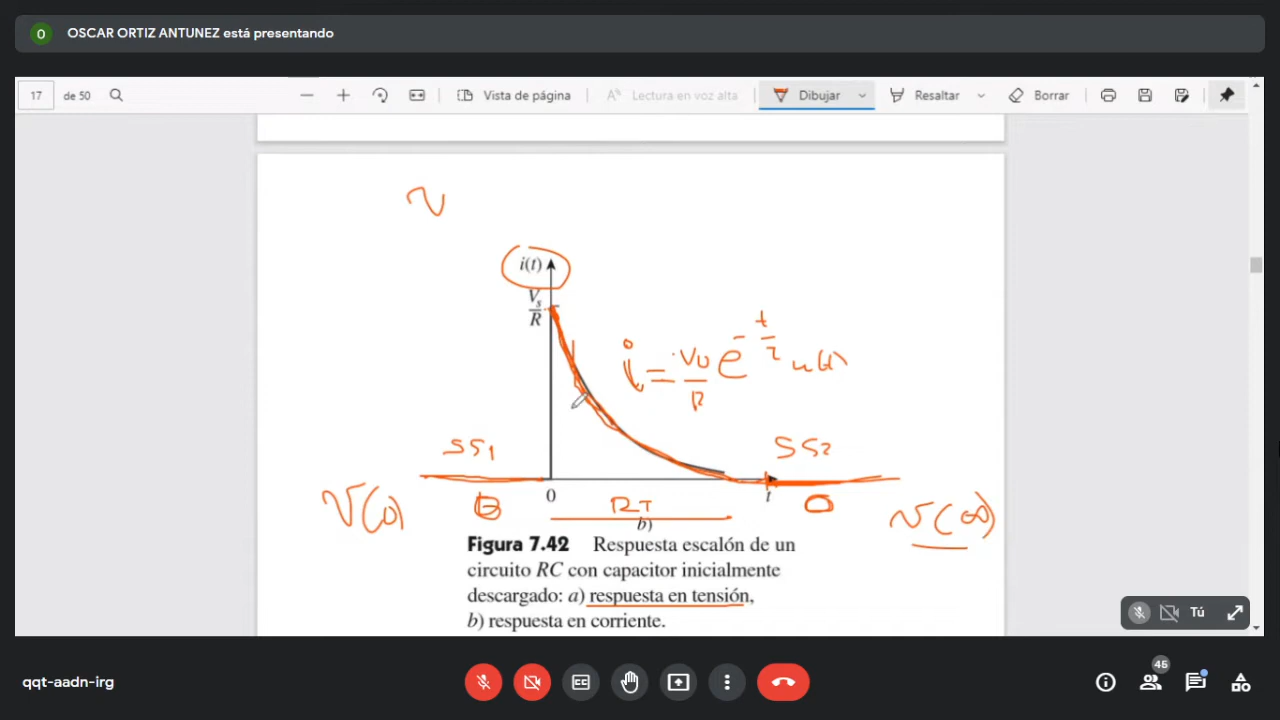 O OSCAR ORTIZ ANTUNEZ está presentando
17 de 50 Vista de página Lectura en voz alta Dibujar Resaltar Borrar
v
i(t)
Vs/R
i = Vo/R e^-t/τ u(t)
SS1 SS2
0 t
V(0) 0 RT 0 v(∞)
b)
Figura 7.42 Respuesta escalón de un
circuito RC con capacitor inicialmente
descargado: a) respuesta en tensión,
b) respuesta en corriente.
Tú
qqt-aadn-irg
45